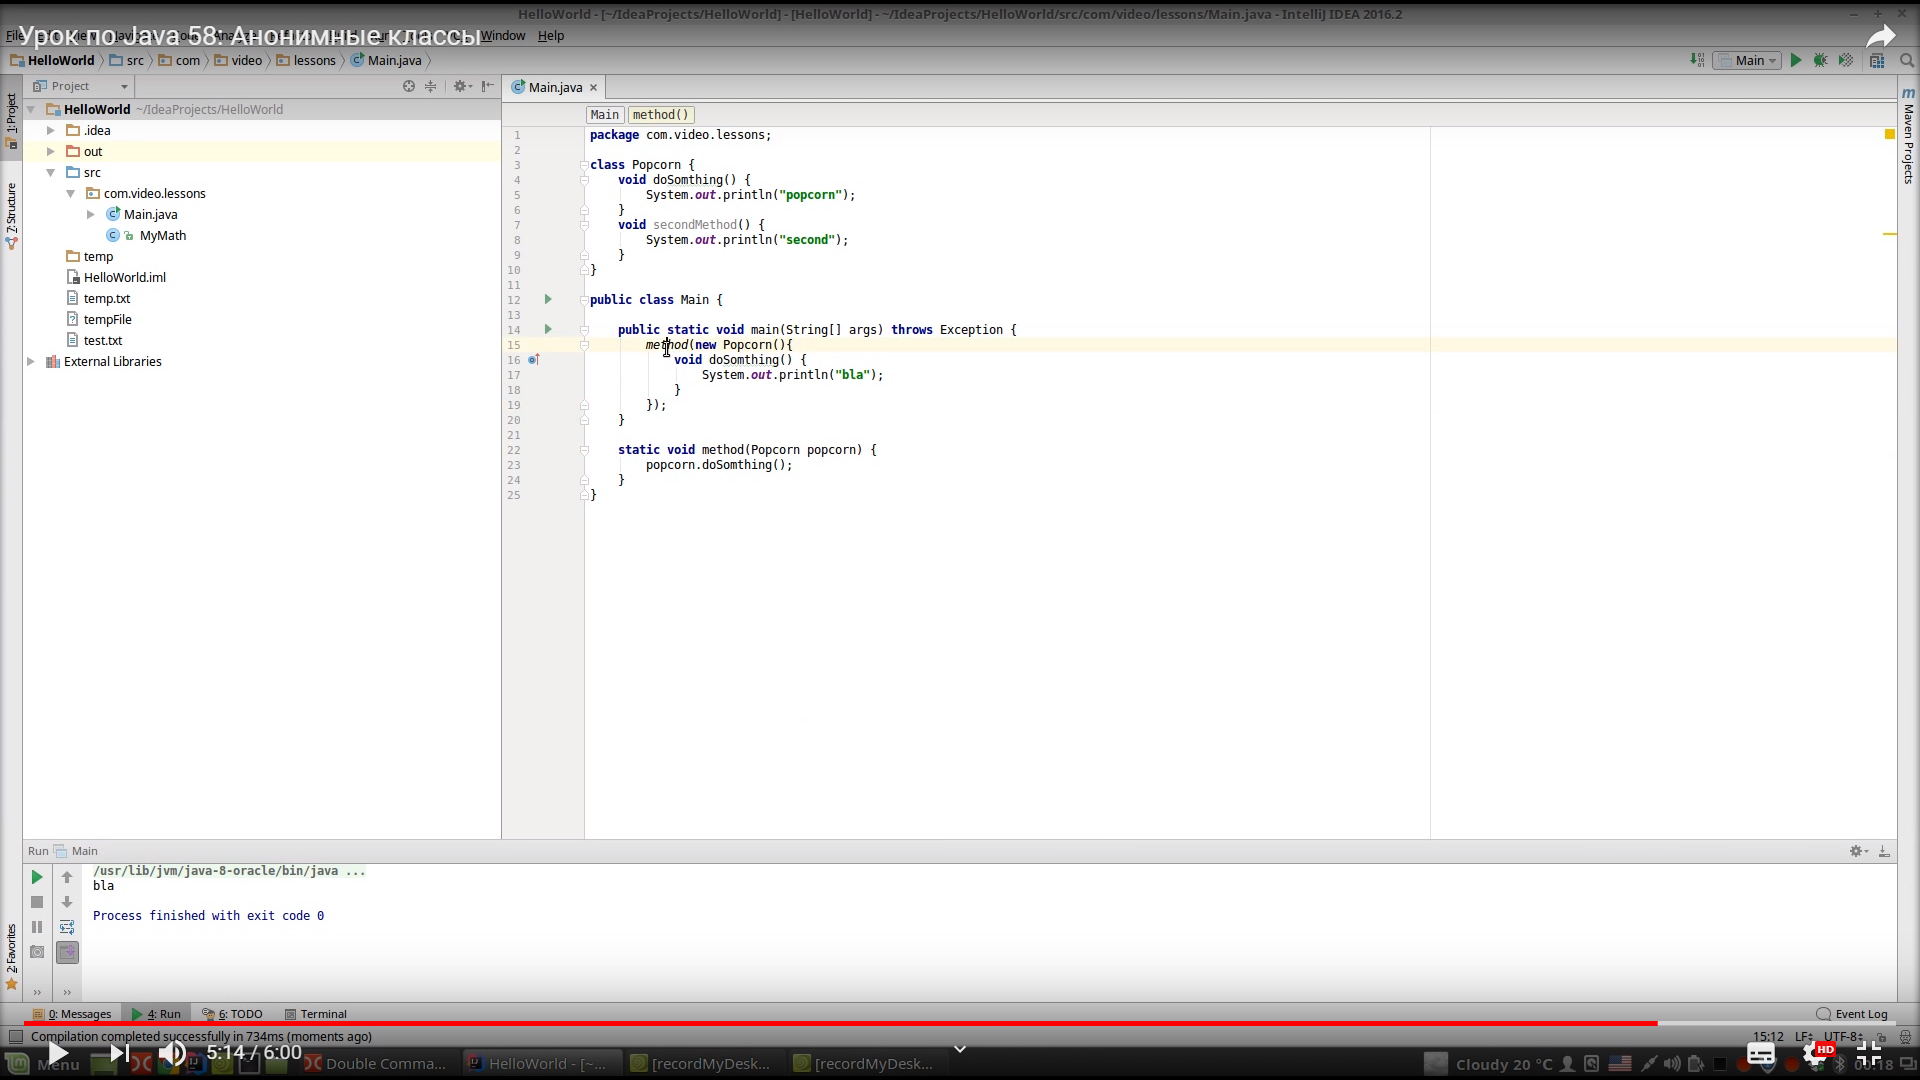 HelloWorld - [~/IdeaProjects/HelloWorld] - [HelloWorld] - ~/IdeaProjects/HelloWorld/src/com/video/lessons/Main.java - IntelliJ IDEA 2016.2
Урок по Java 58: Анонимные классы
File
Window Help
HelloWorld src com video lessons Main.java
Main
Project
Main.java
1: Project
HelloWorld ~/IdeaProjects/HelloWorld
.idea
out
src
com.video.lessons
Main.java
MyMath
temp
HelloWorld.iml
temp.txt
tempFile
test.txt
External Libraries
7: Structure
2: Favorites
Maven Projects
Main method()
1 package com.video.lessons;
2
3 class Popcorn {
4 void doSomthing() {
5 System.out.println("popcorn");
6 }
7 void secondMethod() {
8 System.out.println("second");
9 }
10 }
11
12 public class Main {
13
14 public static void main(String[] args) throws Exception {
15 method(new Popcorn(){
16 void doSomthing() {
17 System.out.println("bla");
18 }
19 });
20 }
21
22 static void method(Popcorn popcorn) {
23 popcorn.doSomthing();
24 }
25 }
Run Main
/usr/lib/jvm/java-8-oracle/bin/java ...
bla
Process finished with exit code 0
0: Messages 4: Run 6: TODO Terminal
Event Log
Compilation completed successfully in 734ms (moments ago)
15:12 LF UTF-8
5:14 / 6:00
HD
Menu
Double Comma...
HelloWorld - [~...
[recordMyDesk...
[recordMyDesk...
Cloudy 20 °C
00:18